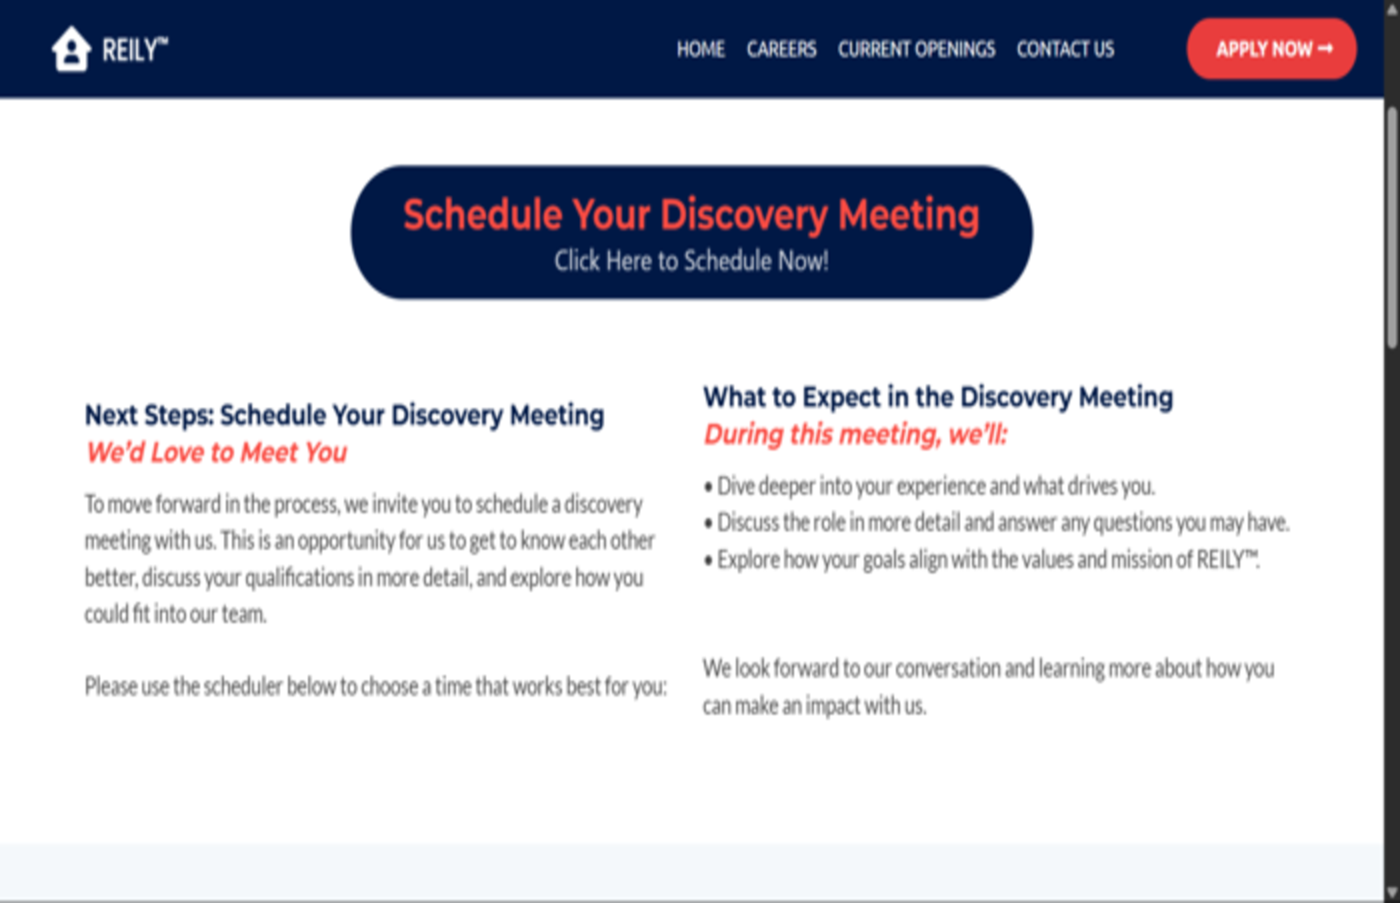 REILY™
HOME CAREERS CURRENT OPENINGS CONTACT US APPLY NOW →
Schedule Your Discovery Meeting
Click Here to Schedule Now!
Next Steps: Schedule Your Discovery Meeting
We’d Love to Meet You
To move forward in the process, we invite you to schedule a discovery
meeting with us. This is an opportunity for us to get to know each other
better, discuss your qualifications in more detail, and explore how you
could fit into our team.
Please use the scheduler below to choose a time that works best for you:
What to Expect in the Discovery Meeting
During this meeting, we’ll:
• Dive deeper into your experience and what drives you.
• Discuss the role in more detail and answer any questions you may have.
• Explore how your goals align with the values and mission of REILY™.
We look forward to our conversation and learning more about how you
can make an impact with us.